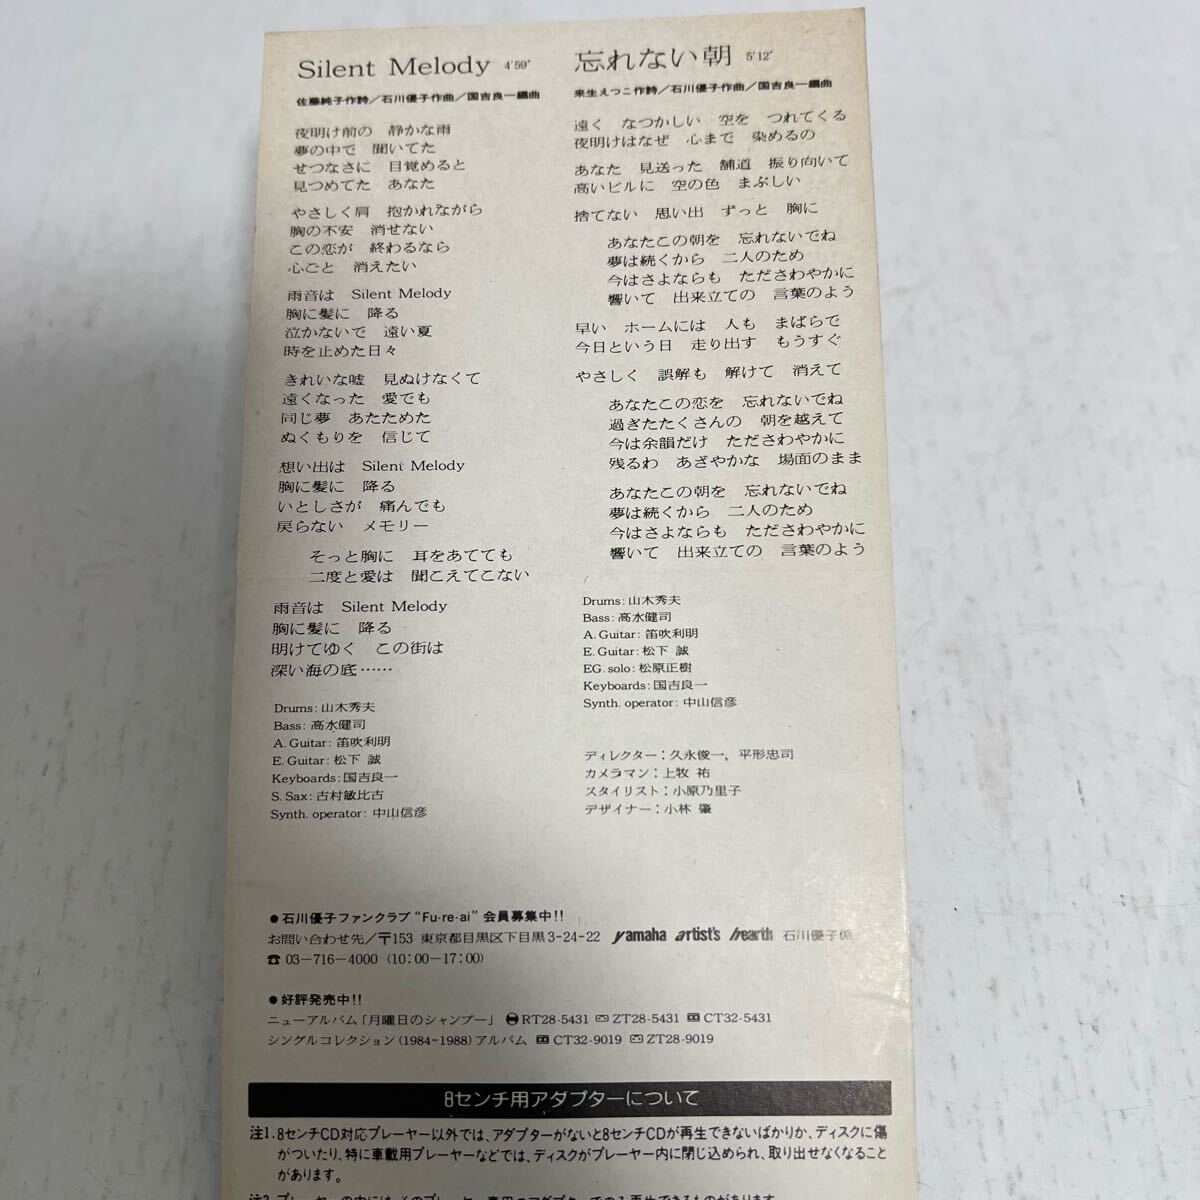 Silent Melody 4'59"
佐藤純子作詩／石川優子作曲／国吉良一編曲
夜明け前の 静かな雨
夢の中で 聞いてた
せつなさに 目覚めると
見つめてた あなた
やさしく肩 抱かれながら
胸の不安 消せない
この恋が 終わるなら
心ごと 消えたい
雨音は Silent Melody
胸に髪に 降る
泣かないで 遠い夏
時を止めた日々
きれいな嘘 見ぬけなくて
遠くなった 愛でも
同じ夢 あたためた
ぬくもりを 信じて
想い出は Silent Melody
胸に髪に 降る
いとしさが 痛んでも
戻らない メモリー
そっと胸に 耳をあてても
二度と愛は 聞こえてこない
雨音は Silent Melody
胸に髪に 降る
明けてゆく この街は
深い海の底……
Drums: 山木秀夫
Bass: 高水健司
A. Guitar: 笛吹利明
E. Guitar: 松下 誠
Keyboards: 国吉良一
S. Sax: 古村敏比古
Synth. operator: 中山信彦
忘れない朝 5'12"
来生えつこ作詩／石川優子作曲／国吉良一編曲
遠く なつかしい 空を つれてくる
夜明けはなぜ 心まで 染めるの
あなた 見送った 舗道 振り向いて
高いビルに 空の色 まぶしい
捨てない 思い出 ずっと 胸に
あなたこの朝を 忘れないでね
夢は続くから 二人のため
今はさよならも たださわやかに
響いて 出来立ての 言葉のよう
早い ホームには 人も まばらで
今日という日 走り出す もうすぐ
やさしく 誤解も 解けて 消えて
あなたこの恋を 忘れないでね
過ぎたたくさんの 朝を越えて
今は余韻だけ たださわやかに
残るわ あざやかな 場面のまま
あなたこの朝を 忘れないでね
夢は続くから 二人のため
今はさよならも たださわやかに
響いて 出来立ての 言葉のよう
Drums: 山木秀夫
Bass: 高水健司
A. Guitar: 笛吹利明
E. Guitar: 松下 誠
EG. solo: 松原正樹
Keyboards: 国吉良一
Synth. operator: 中山信彦
ディレクター：久永俊一，平形忠司
カメラマン：上牧 祐
スタイリスト：小原乃里子
デザイナー：小林 肇
●石川優子ファンクラブ“Fu-re-ai”会員募集中!!
お問い合わせ先／〒153 東京都目黒区下目黒3-24-22 yamaha artist's hearth 石川優子係
☎ 03—716—4000 (10:00—17:00)
●好評発売中!!
ニューアルバム「月曜日のシャンプー」 RT28-5431 ZT28-5431 CT32-5431
シングルコレクション (1984-1988) アルバム CT32-9019 ZT28-9019
8センチ用アダプターについて
注1. 8センチCD対応プレーヤー以外では、アダプターがないと8センチCDが再生できないばかりか、ディスクに傷
がついたり、特に車載用プレーヤーなどでは、ディスクがプレーヤー内に閉じ込められ、取り出せなくなること
があります。
注2. プレーヤーの中にはそのプレーヤー専用のアダプターでのみ再生できるものがあります。